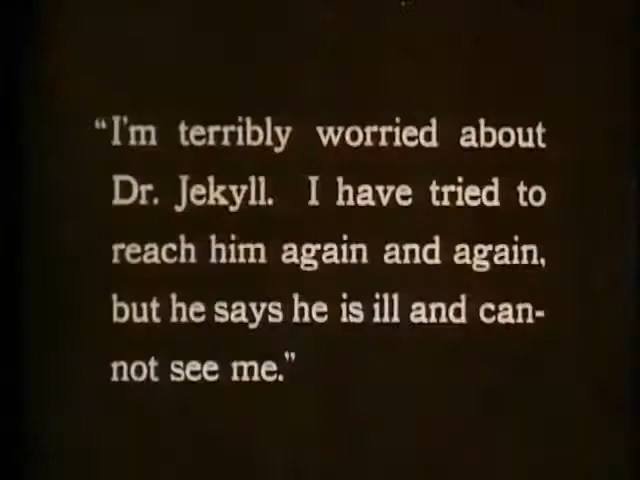 “I'm terribly worried about
Dr. Jekyll. I have tried to
reach him again and again,
but he says he is ill and can-
not see me.”